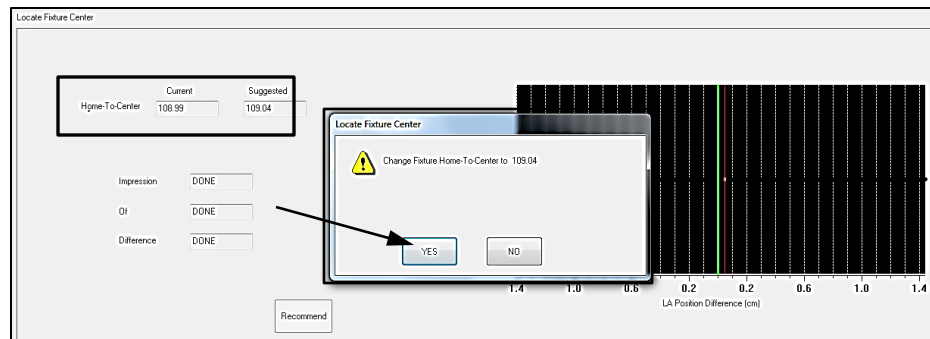 Locate Fixture Center
Current Suggested
Home-To-Center 108.99 109.04
Locate Fixture Center
Change Fixture Home-To-Center to 109.04
Impression DONE
Of DONE
Difference DONE
YES NO
1.4 1.0 0.6 0.2 0.2 0.6 1.0 1.4
LA Position Difference (cm)
Recommend